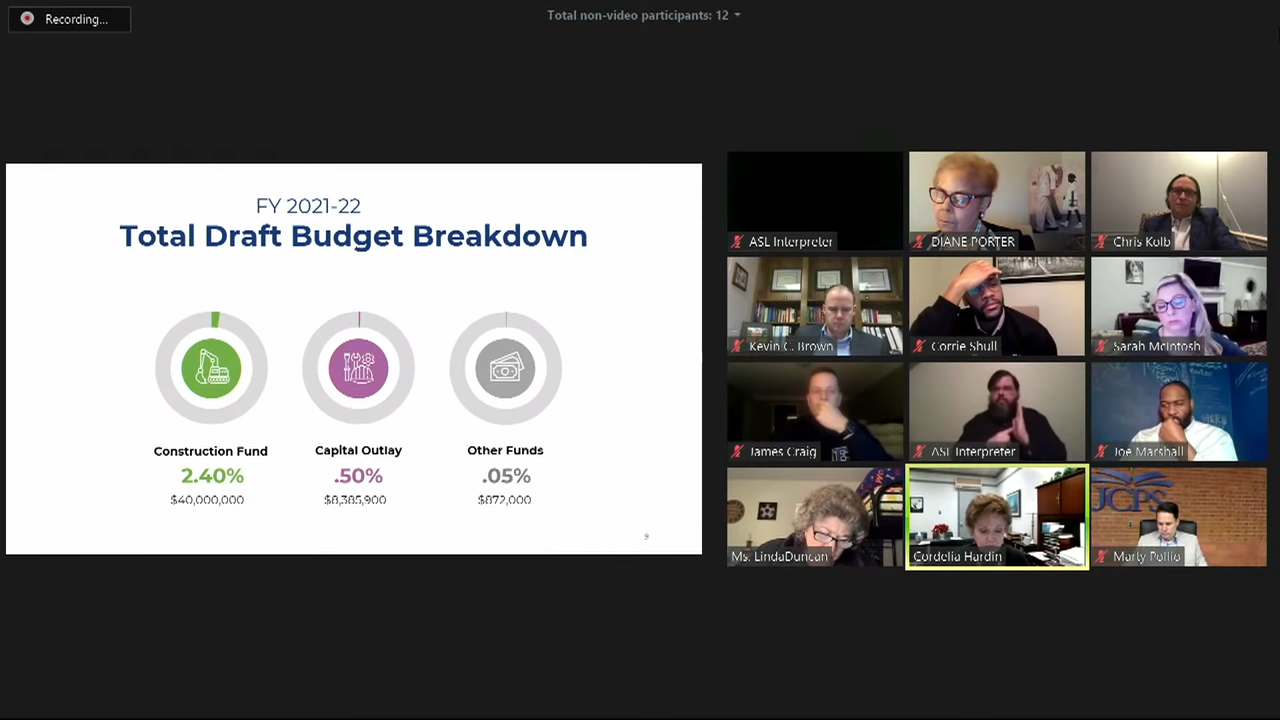 Recording...
Total non-video participants: 12
FY 2021-22
Total Draft Budget Breakdown
Construction Fund
2.40%
$40,000,000
Capital Outlay
.50%
$8,385,900
Other Funds
.05%
$872,000
9
ASL Interpreter
DIANE PORTER
Chris Kolb
Kevin C. Brown
Corrie Shull
Sarah McIntosh
James Craig
ASL Interpreter
Joe Marshall
Ms. LindaDuncan
Cordelia Hardin
JCPS
Marty Pollio